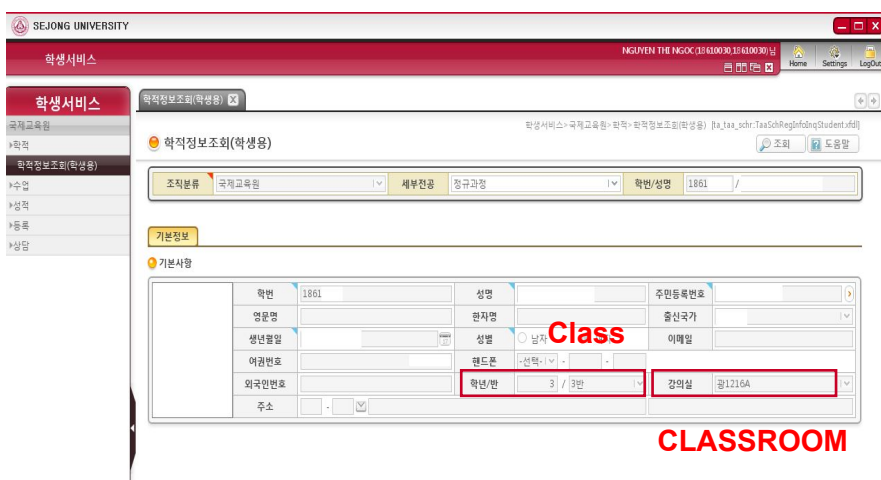 SEJONG UNIVERSITY
학생서비스
NGUYEN THI NGOC(18610030,18610030)님
Home Settings LogOut
학생서비스
국제교육원
학적
학적정보조회(학생용)
수업
성적
등록
상담
학적정보조회(학생용)
학생서비스>국제교육원>학적>학적정보조회(학생용) [ta_taa_schr::TaaSchRegInfoInqStudent.xfdl]
학적정보조회(학생용)
조회 도움말
조직분류 국제교육원 세부전공 정규과정 학번/성명 1861 /
기본정보
기본사항
학번 1861 성명 주민등록번호
영문명 한자명 출신국가
생년월일 성별 남자 이메일
Class
여권번호 핸드폰 -선택- - -
외국인번호 학년/반 3 / 3반 강의실 광1216A
주소 -
CLASSROOM